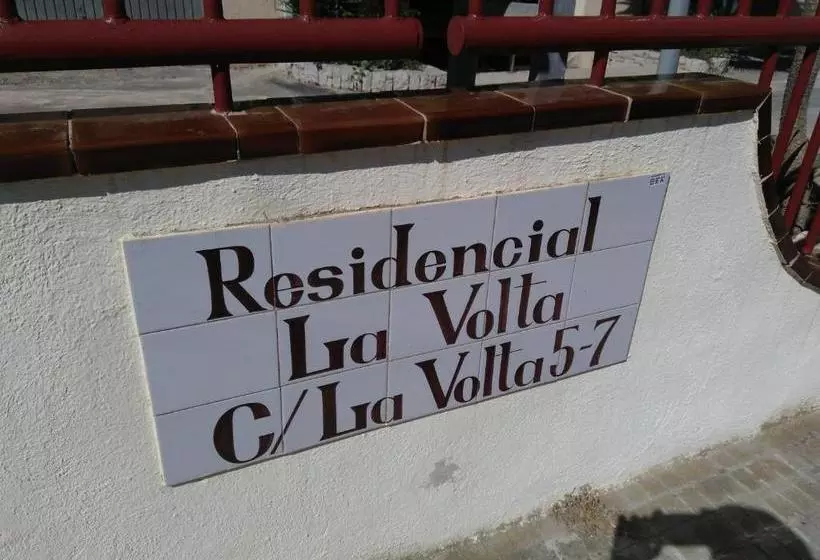 Residencial
La Volta
C/La Volta 5-7